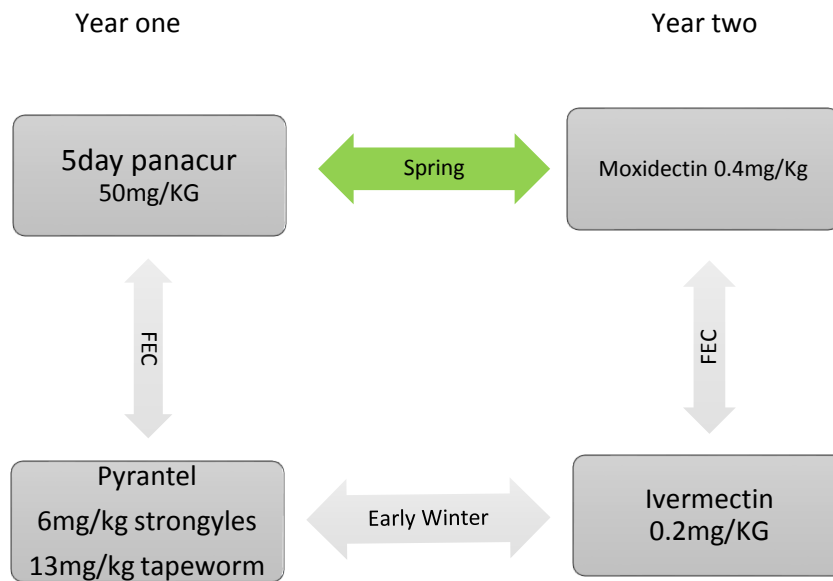 Year one
Year two
5day panacur
50mg/KG
Spring
Moxidectin 0.4mg/Kg
FEC
FEC
Pyrantel
6mg/kg strongyles
13mg/kg tapeworm
Early Winter
Ivermectin
0.2mg/KG